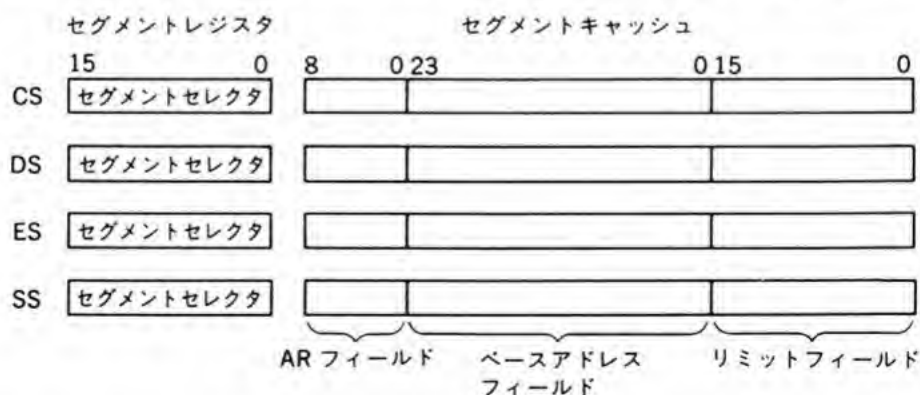 セグメントレジスタ セグメントキャッシュ
15 0 8 0 23 0 15 0
CS セグメントセレクタ
DS セグメントセレクタ
ES セグメントセレクタ
SS セグメントセレクタ
AR フィールド ベースアドレス リミットフィールド
フィールド